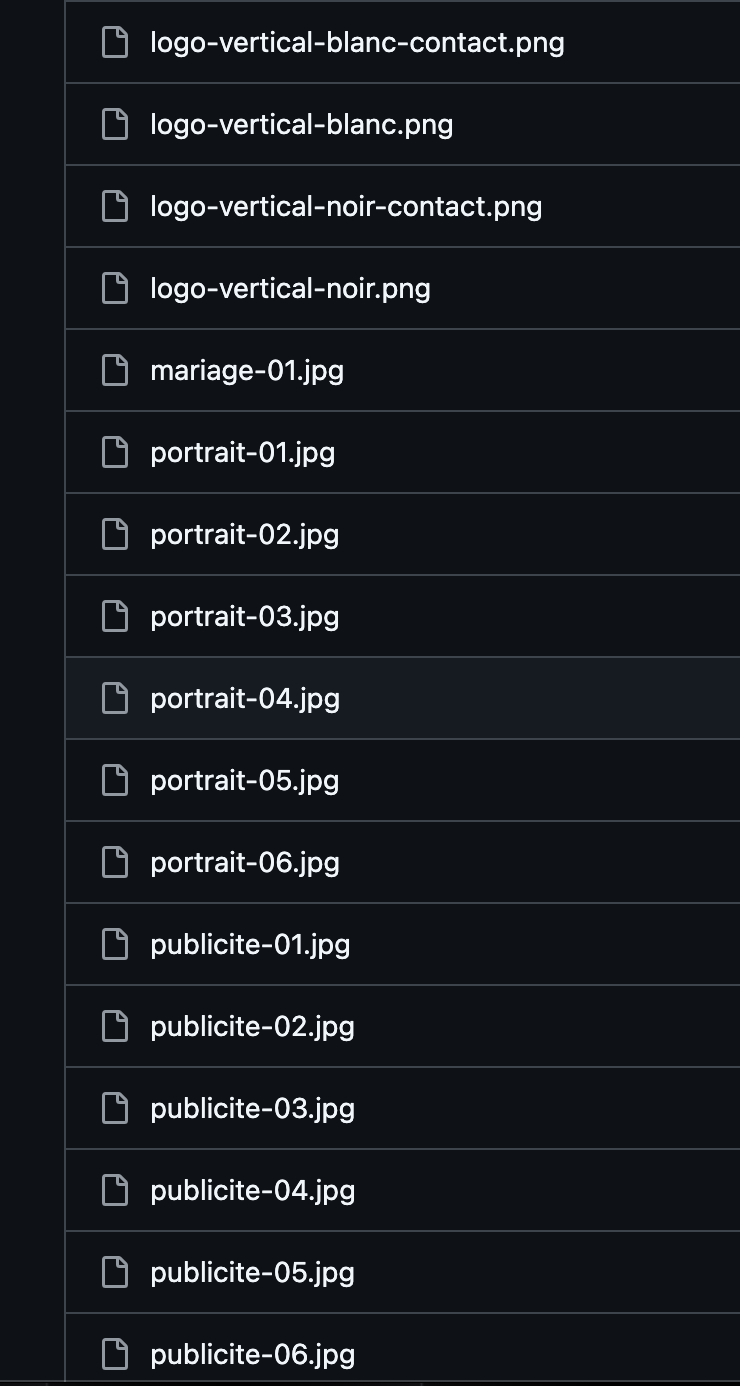 logo-vertical-blanc-contact.png
logo-vertical-blanc.png
logo-vertical-noir-contact.png
logo-vertical-noir.png
mariage-01.jpg
portrait-01.jpg
portrait-02.jpg
portrait-03.jpg
portrait-04.jpg
portrait-05.jpg
portrait-06.jpg
publicite-01.jpg
publicite-02.jpg
publicite-03.jpg
publicite-04.jpg
publicite-05.jpg
publicite-06.jpg